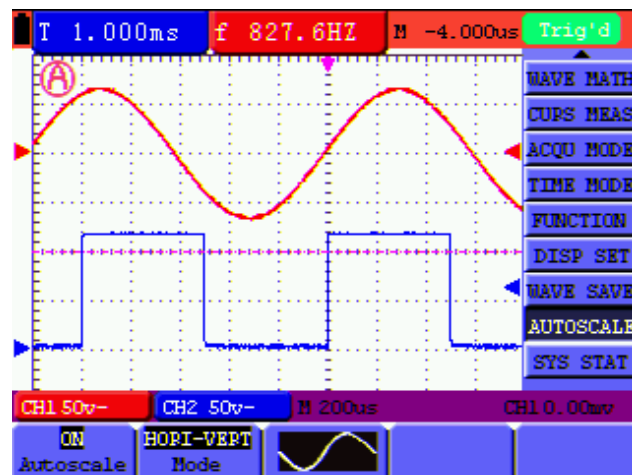 T 1.000ms f 827.6HZ M -4.000us Trig'd
A
WAVE MATH
CURS MEAS
ACQU MODE
TIME MODE
FUNCTION
DISP SET
WAVE SAVE
AUTOSCALE
SYS STAT
CH1 50v- CH2 50v- M 200us CH1 0.00mv
ON
Autoscale
HORI-VERT
Mode